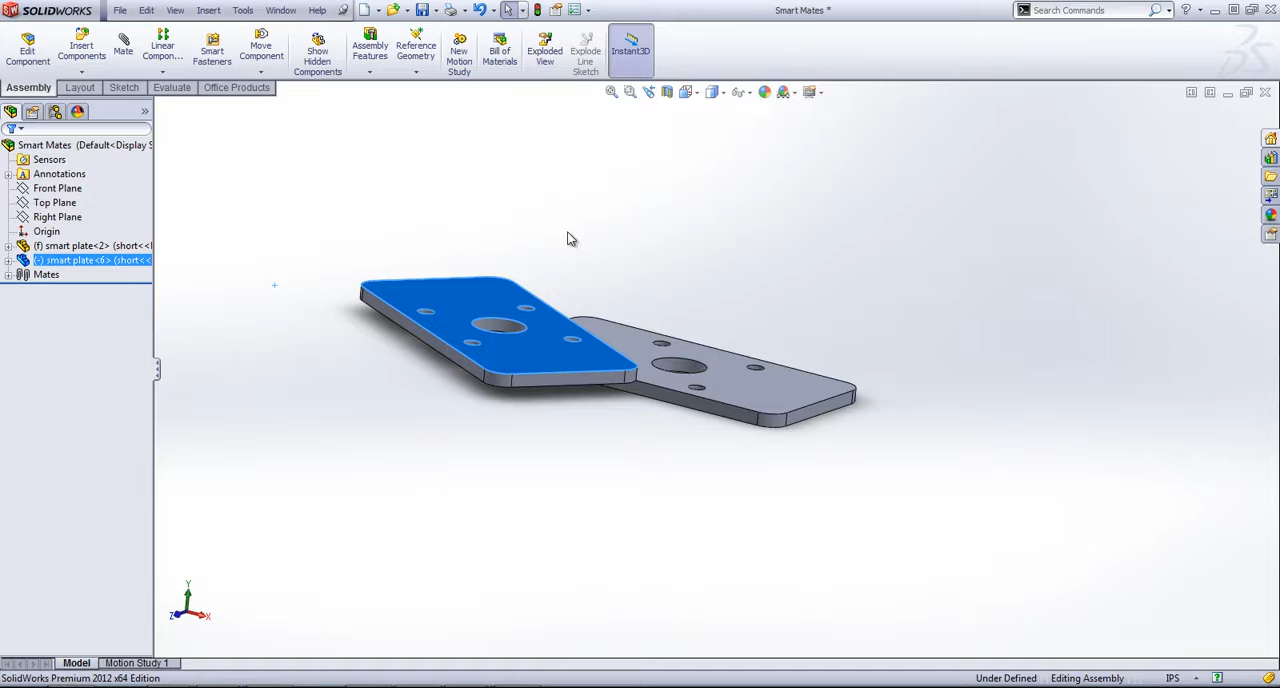 SOLIDWORKS File Edit View Insert Tools Window Help Smart Mates * Search Commands
Edit Component Insert Components Mate Linear Compon... Smart Fasteners Move Component Show Hidden Components Assembly Features Reference Geometry New Motion Study Bill of Materials Exploded View Explode Line Sketch Instant3D
Assembly Layout Sketch Evaluate Office Products
Smart Mates (Default<Display S
Sensors
Annotations
Front Plane
Top Plane
Right Plane
Origin
(f) smart plate<2> (short<<
(-) smart plate<6> (short<<
Mates
Y
Z X
Model Motion Study 1
SolidWorks Premium 2012 x64 Edition Under Defined Editing Assembly IPS